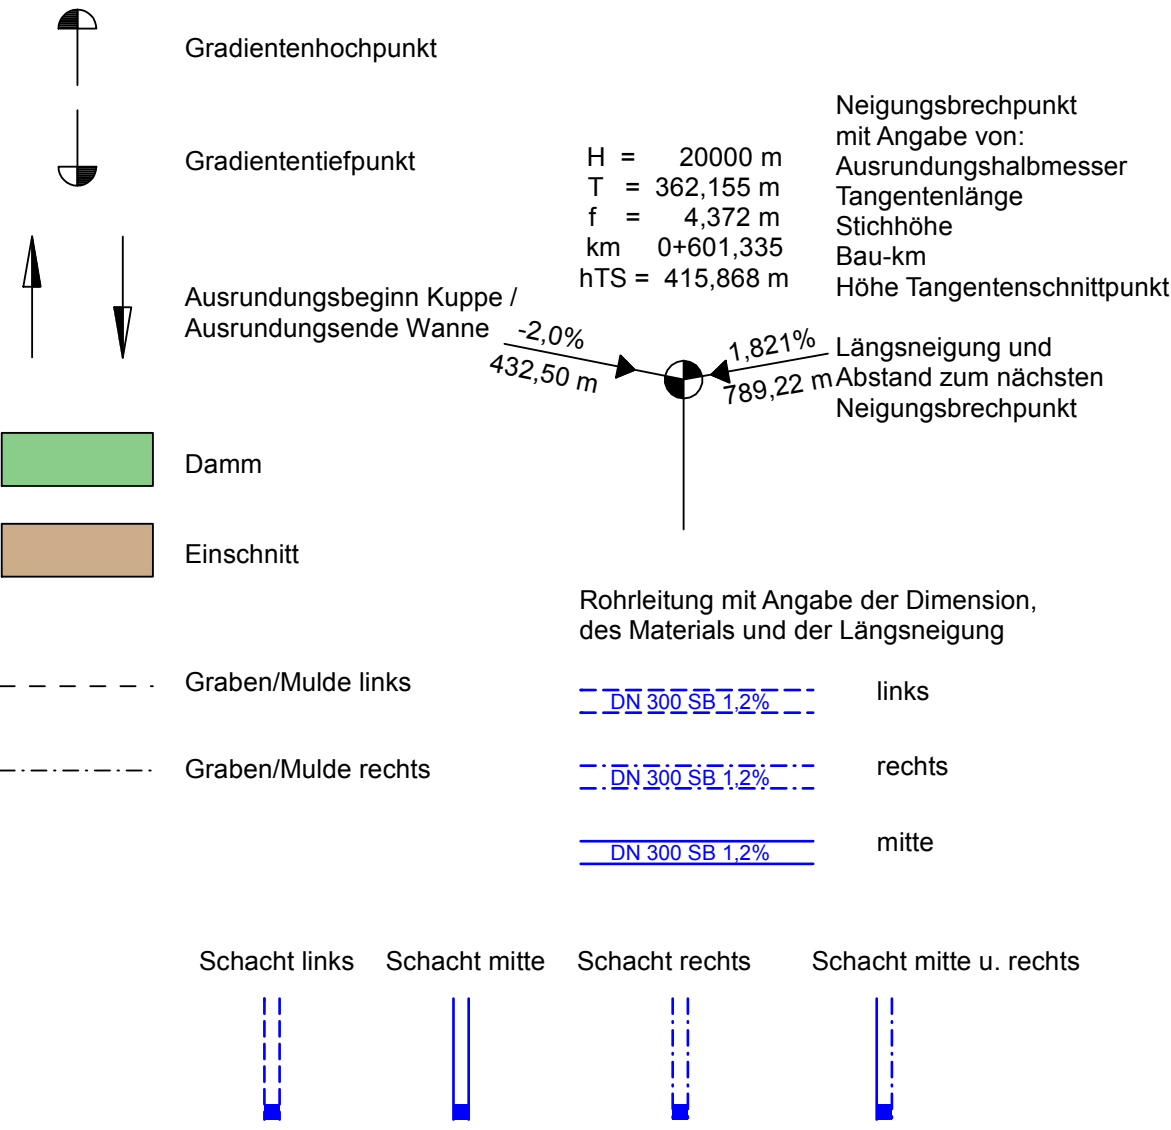 Gradientenhochpunkt
Gradiententiefpunkt
H = 20000 m
T = 362,155 m
f = 4,372 m
km 0+601,335
hTS = 415,868 m
Neigungsbrechpunkt
mit Angabe von:
Ausrundungshalbmesser
Tangentenlänge
Stichhöhe
Bau-km
Höhe Tangentenschnittpunkt
Ausrundungsbeginn Kuppe /
Ausrundungsende Wanne
-2,0%
432,50 m
1,821%
789,22 m
Längsneigung und
Abstand zum nächsten
Neigungsbrechpunkt
Damm
Einschnitt
Rohrleitung mit Angabe der Dimension,
des Materials und der Längsneigung
Graben/Mulde links
DN 300 SB 1,2%
links
Graben/Mulde rechts
DN 300 SB 1,2%
rechts
DN 300 SB 1,2%
mitte
Schacht links
Schacht mitte
Schacht rechts
Schacht mitte u. rechts